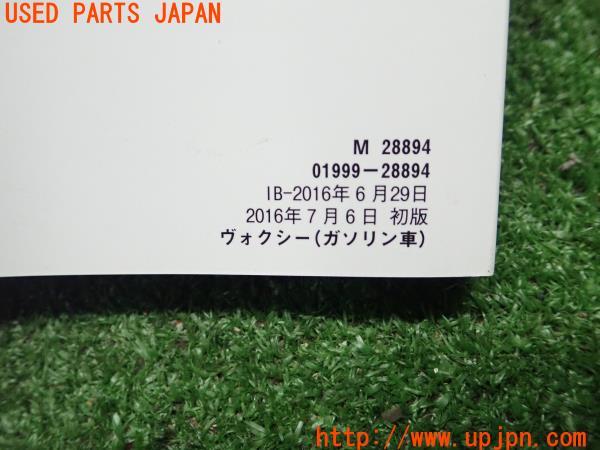 USED PARTS JAPAN
M 28894
01999-28894
IB-2016年6月29日
2016年7月6日 初版
ヴォクシー(ガソリン車)
http://www.upjpn.com